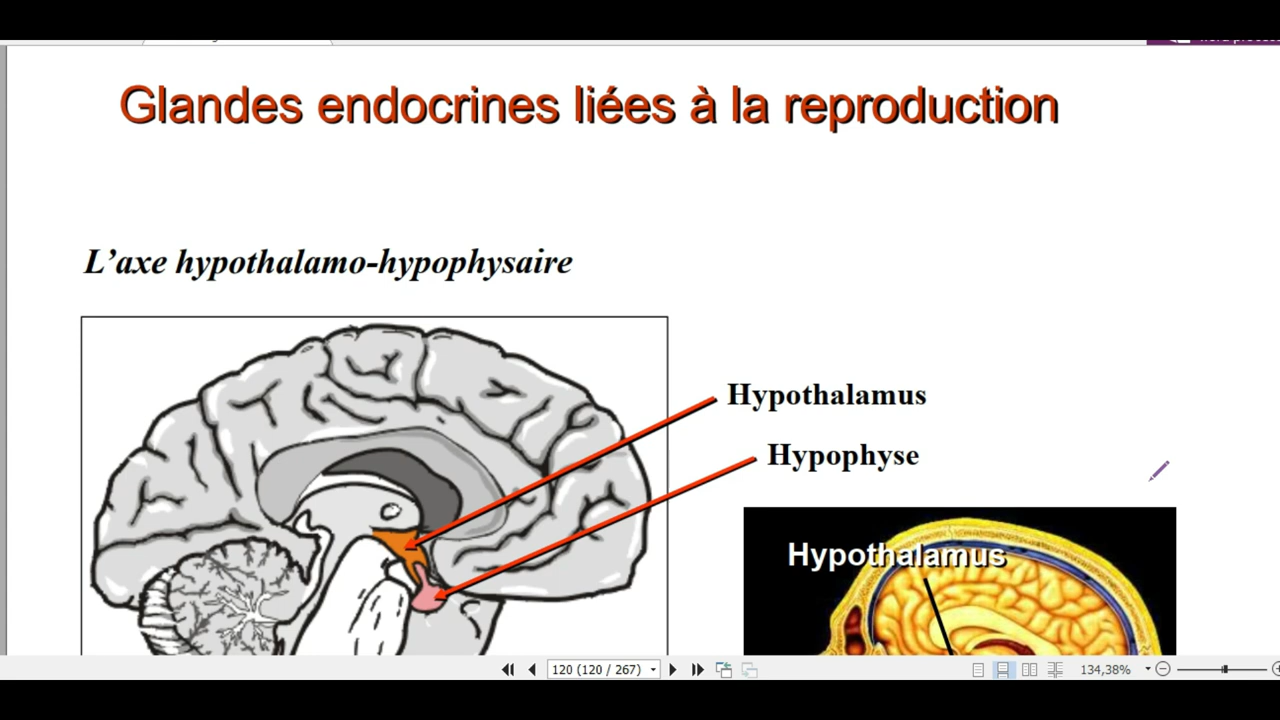 Glandes endocrines liées à la reproduction
L’axe hypothalamo-hypophysaire
Hypothalamus
Hypophyse
Hypothalamus
120 (120 / 267)
134,38%